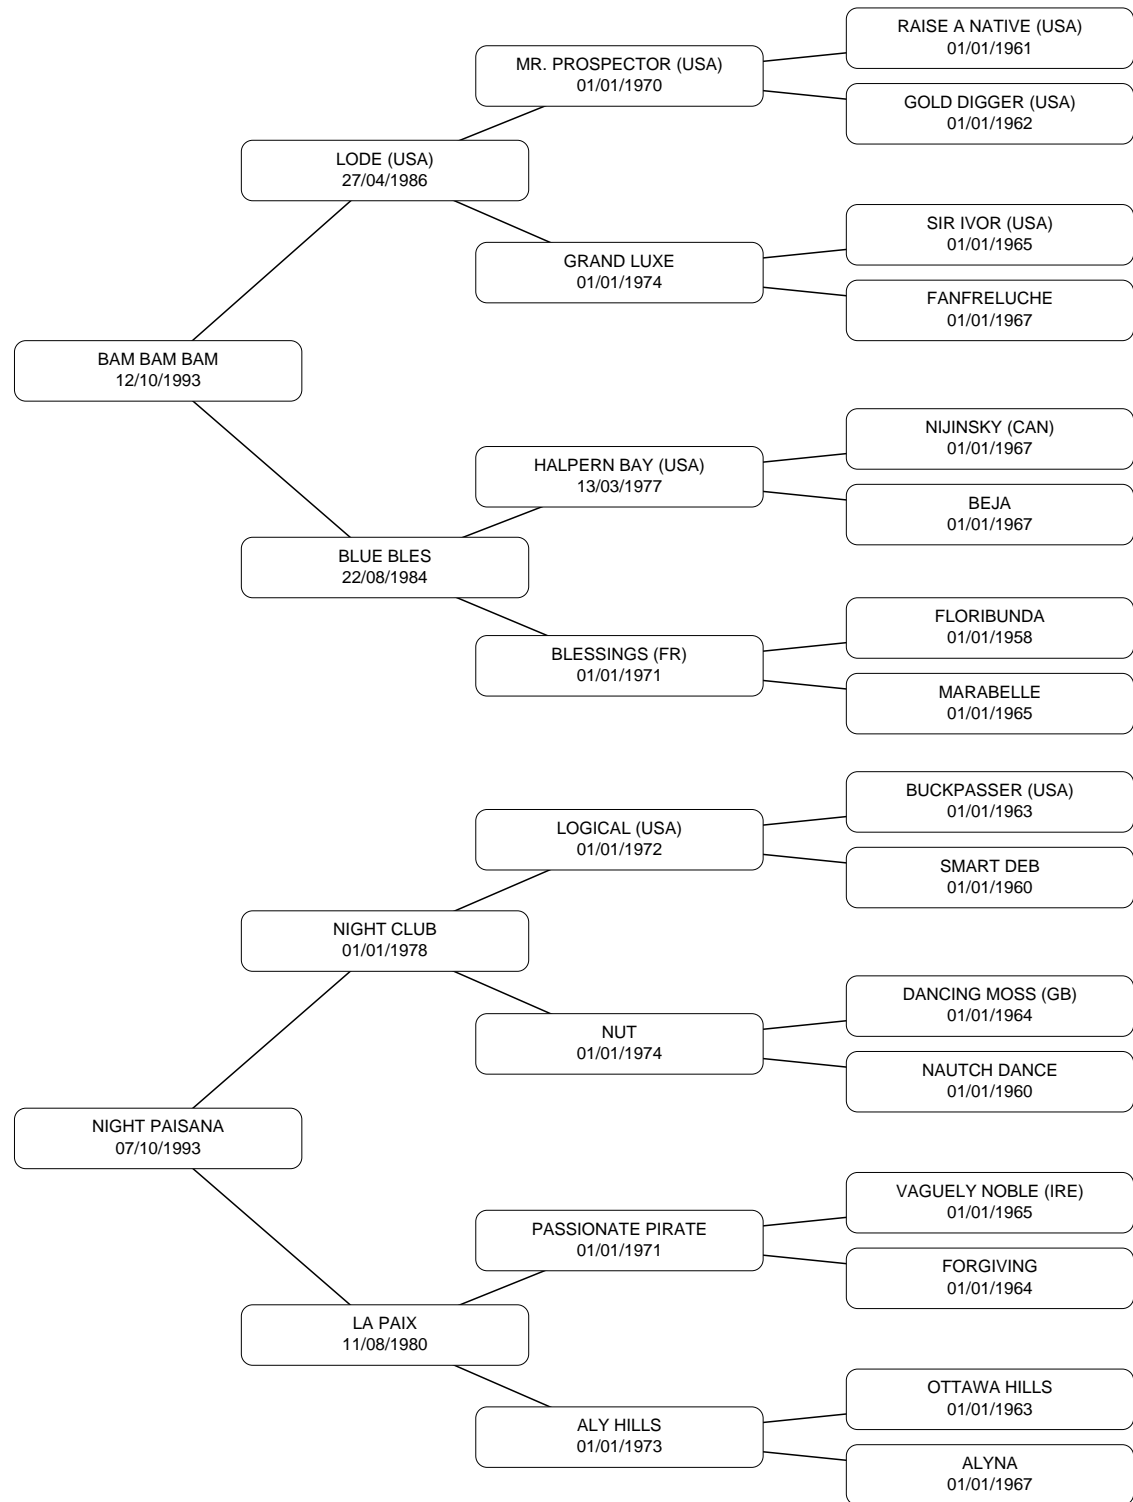 RAISE A NATIVE (USA)
01/01/1961
MR. PROSPECTOR (USA)
01/01/1970
GOLD DIGGER (USA)
01/01/1962
LODE (USA)
27/04/1986
SIR IVOR (USA)
01/01/1965
GRAND LUXE
01/01/1974
FANFRELUCHE
01/01/1967
BAM BAM BAM
12/10/1993
NIJINSKY (CAN)
01/01/1967
HALPERN BAY (USA)
13/03/1977
BEJA
01/01/1967
BLUE BLES
22/08/1984
FLORIBUNDA
01/01/1958
BLESSINGS (FR)
01/01/1971
MARABELLE
01/01/1965
BUCKPASSER (USA)
01/01/1963
LOGICAL (USA)
01/01/1972
SMART DEB
01/01/1960
NIGHT CLUB
01/01/1978
DANCING MOSS (GB)
01/01/1964
NUT
01/01/1974
NAUTCH DANCE
01/01/1960
NIGHT PAISANA
07/10/1993
VAGUELY NOBLE (IRE)
01/01/1965
PASSIONATE PIRATE
01/01/1971
FORGIVING
01/01/1964
LA PAIX
11/08/1980
OTTAWA HILLS
01/01/1963
ALY HILLS
01/01/1973
ALYNA
01/01/1967